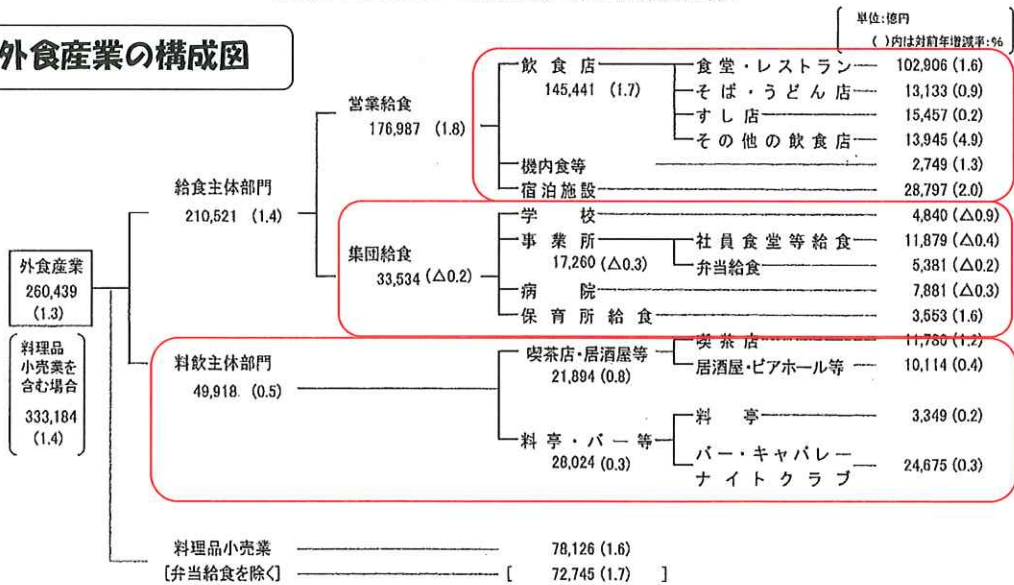 外食産業の構成図
単位:億円
( )内は対前年増減率:%
飲食店 食堂・レストラン 102,906 (1.6)
145,441 (1.7) そば・うどん店 13,133 (0.9)
営業給食 すし店 15,457 (0.2)
176,987 (1.8) その他の飲食店 13,945 (4.9)
機内食等 2,749 (1.3)
給食主体部門 宿泊施設 28,797 (2.0)
210,521 (1.4)
学校 4,840 (△0.9)
集団給食 事業所 社員食堂等給食 11,879 (△0.4)
33,534 (△0.2) 17,260 (△0.3) 弁当給食 5,381 (△0.2)
病院 7,881 (△0.3)
保育所給食 3,553 (1.6)
外食産業
260,439
(1.3)
料理品
小売業を
含む場合
333,184
(1.4)
料飲主体部門 喫茶店・居酒屋等 喫茶店 11,780 (1.2)
49,918 (0.5) 21,894 (0.8) 居酒屋・ビアホール等 10,114 (0.4)
料亭・バー等 料亭 3,349 (0.2)
28,024 (0.3) バー・キャバレー
ナイトクラブ 24,675 (0.3)
料理品小売業 78,126 (1.6)
[弁当給食を除く] [ 72,745 (1.7) ]